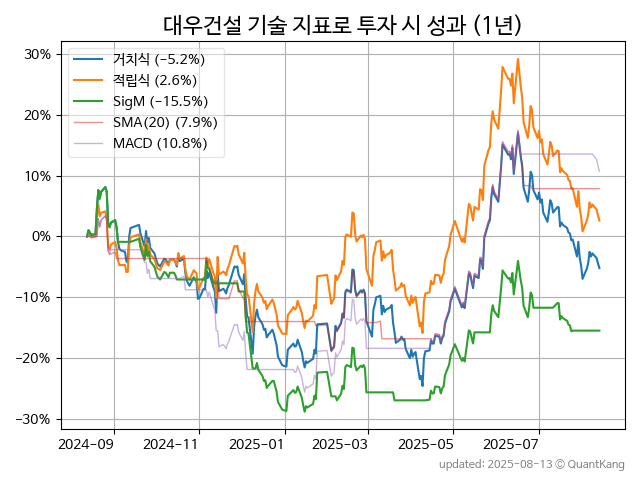 대우건설 기술 지표로 투자 시 성과 (1년)
거치식 (−5.2%)
적립식 (2.6%)
SigM (−15.5%)
SMA(20) (7.9%)
MACD (10.8%)
30%
20%
10%
0%
−10%
−20%
−30%
2024−09 2024−11 2025−01 2025−03 2025−05 2025−07
updated: 2025-08-13 ⓒ QuantKang